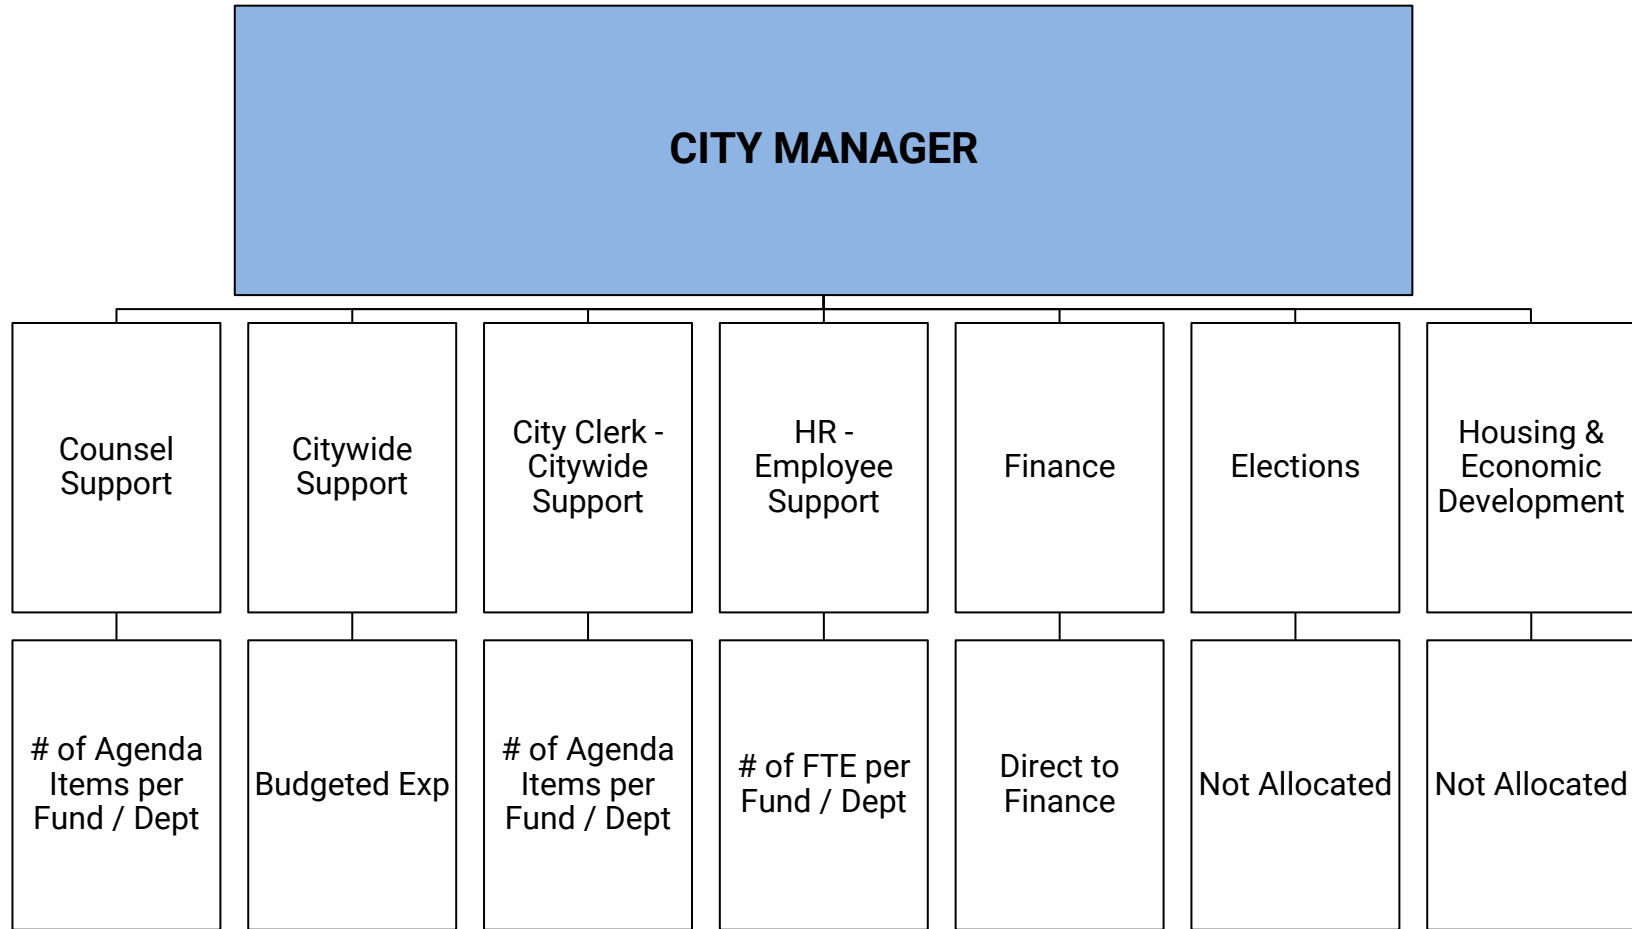 CITY MANAGER
Counsel
Support
Citywide
Support
City Clerk -
Citywide
Support
HR -
Employee
Support
Finance
Elections
Housing &
Economic
Development
# of Agenda
Items per
Fund / Dept
Budgeted Exp
# of Agenda
Items per
Fund / Dept
# of FTE per
Fund / Dept
Direct to
Finance
Not Allocated
Not Allocated